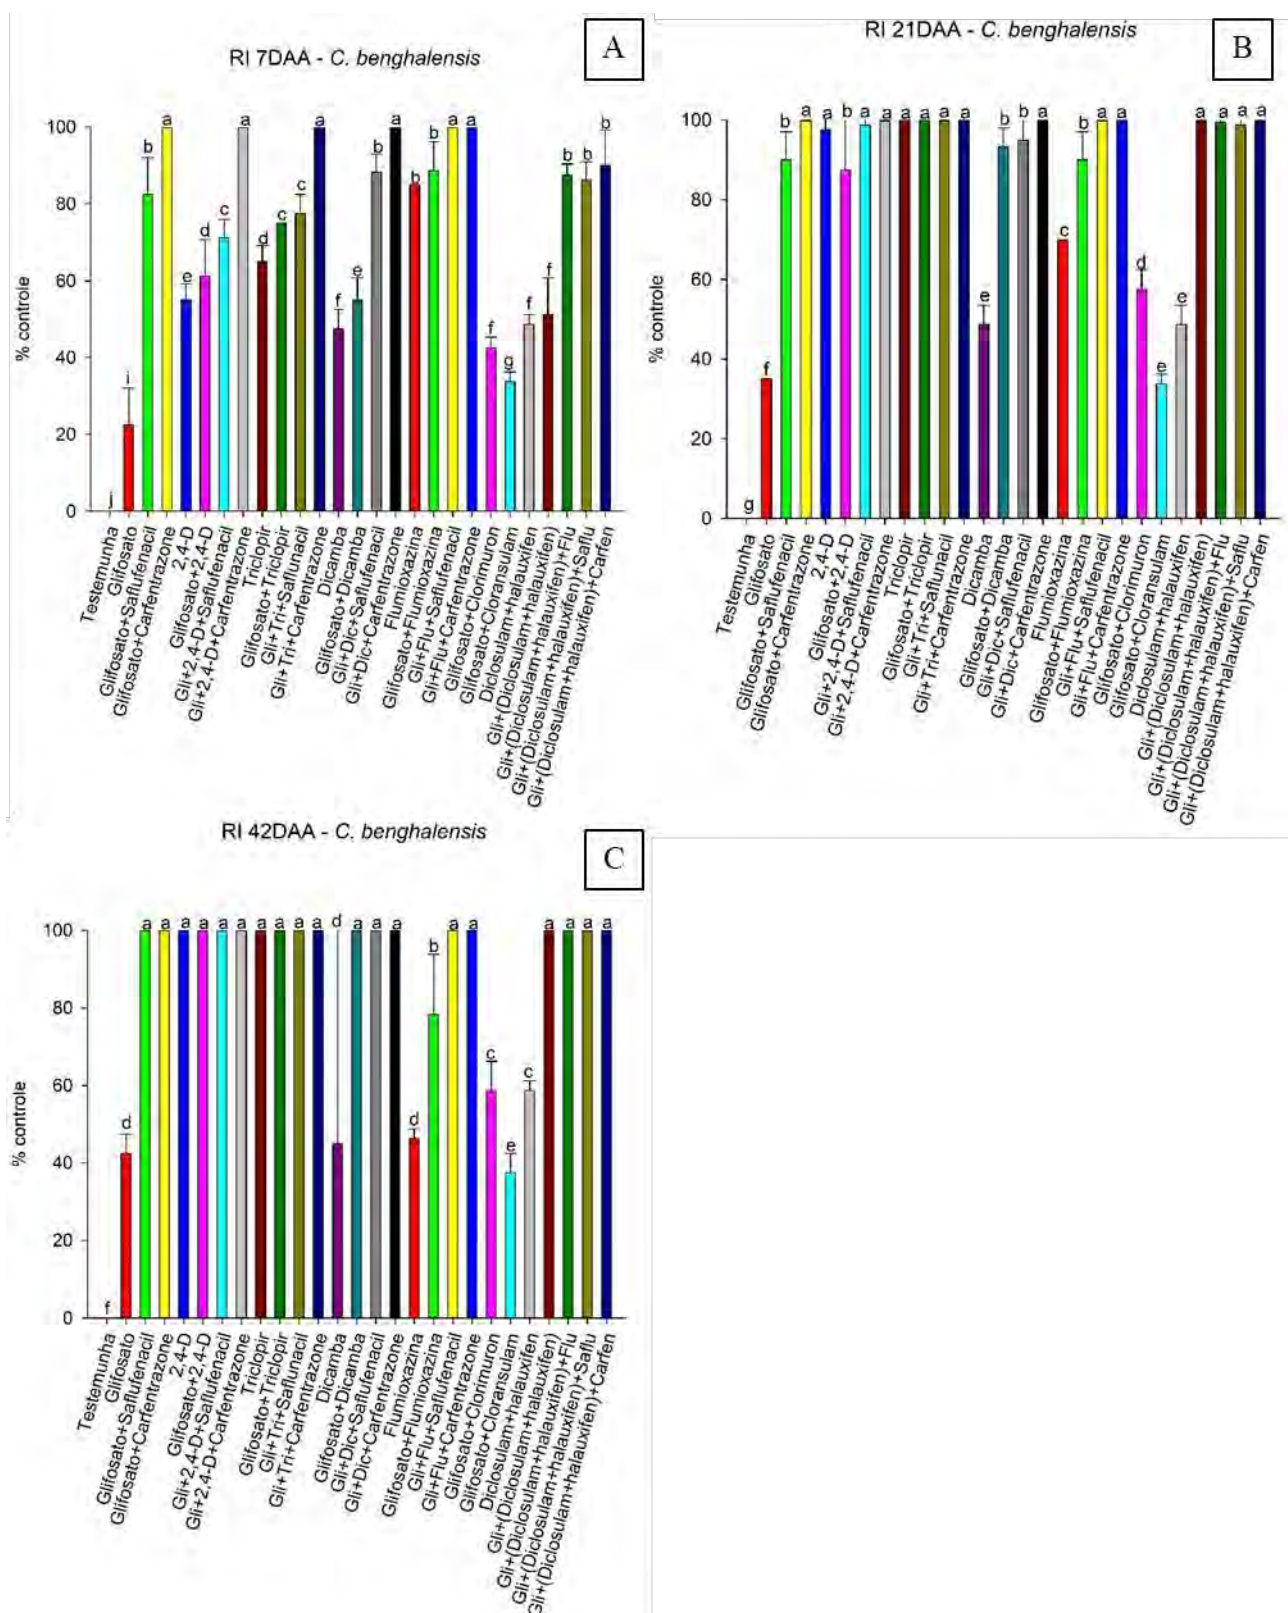 RI 7DAA - C. benghalensis
A
% controle
100
80
60
40
20
0
j
i
b
a
e
d
c
a
d
c
c
a
f
e
b
a
b
b
a
a
f
g
f
f
b
b
b
Testemunha
Glifosato
Glifosato+Saflufenacil
Glifosato+Carfentrazone
2,4-D
Glifosato+2,4-D
Gli+2,4-D+Saflufenacil
Gli+2,4-D+Carfentrazone
Triclopir
Glifosato+Triclopir
Gli+Tri+Saflunacil
Gli+Tri+Carfentrazone
Dicamba
Glifosato+Dicamba
Gli+Dic+Saflufenacil
Gli+Dic+Carfentrazone
Flumioxazina
Glifosato+Flumioxazina
Gli+Flu+Saflufenacil
Gli+Flu+Carfentrazone
Glifosato+Clorimuron
Glifosato+Cloransulam
Diclosulam+halauxifen
Gli+(Diclosulam+halauxifen)
Gli+(Diclosulam+halauxifen)+Flu
Gli+(Diclosulam+halauxifen)+Saflu
Gli+(Diclosulam+halauxifen)+Carfen
RI 21DAA - C. benghalensis
B
% controle
100
80
60
40
20
0
g
f
b
a
a
b
a
a
a
a
a
a
e
b
b
a
c
b
a
a
d
e
e
a
a
a
a
Testemunha
Glifosato
Glifosato+Saflufenacil
Glifosato+Carfentrazone
2,4-D
Glifosato+2,4-D
Gli+2,4-D+Saflufenacil
Gli+2,4-D+Carfentrazone
Triclopir
Glifosato+Triclopir
Gli+Tri+Saflunacil
Gli+Tri+Carfentrazone
Dicamba
Glifosato+Dicamba
Gli+Dic+Saflufenacil
Gli+Dic+Carfentrazone
Flumioxazina
Glifosato+Flumioxazina
Gli+Flu+Saflufenacil
Gli+Flu+Carfentrazone
Glifosato+Clorimuron
Glifosato+Cloransulam
Diclosulam+halauxifen
Gli+(Diclosulam+halauxifen)
Gli+(Diclosulam+halauxifen)+Flu
Gli+(Diclosulam+halauxifen)+Saflu
Gli+(Diclosulam+halauxifen)+Carfen
RI 42DAA - C. benghalensis
C
% controle
100
80
60
40
20
0
f
d
a
a
a
a
a
a
a
a
a
a
d
a
a
a
d
b
a
a
c
e
c
a
a
a
a
Testemunha
Glifosato
Glifosato+Saflufenacil
Glifosato+Carfentrazone
2,4-D
Glifosato+2,4-D
Gli+2,4-D+Saflufenacil
Gli+2,4-D+Carfentrazone
Triclopir
Glifosato+Triclopir
Gli+Tri+Saflunacil
Gli+Tri+Carfentrazone
Dicamba
Glifosato+Dicamba
Gli+Dic+Saflufenacil
Gli+Dic+Carfentrazone
Flumioxazina
Glifosato+Flumioxazina
Gli+Flu+Saflufenacil
Gli+Flu+Carfentrazone
Glifosato+Clorimuron
Glifosato+Cloransulam
Diclosulam+halauxifen
Gli+(Diclosulam+halauxifen)
Gli+(Diclosulam+halauxifen)+Flu
Gli+(Diclosulam+halauxifen)+Saflu
Gli+(Diclosulam+halauxifen)+Carfen